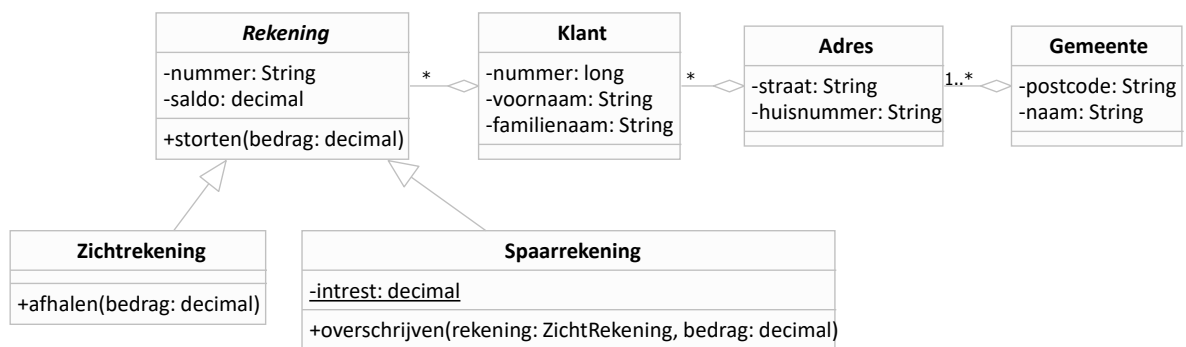 Rekening
-nummer: String
-saldo: decimal
+storten(bedrag: decimal)
*
Klant
-nummer: long
-voornaam: String
-familienaam: String
*
Adres
-straat: String
-huisnummer: String
1..*
Gemeente
-postcode: String
-naam: String
Zichtrekening
+afhalen(bedrag: decimal)
Spaarrekening
-intrest: decimal
+overschrijven(rekening: ZichtRekening, bedrag: decimal)